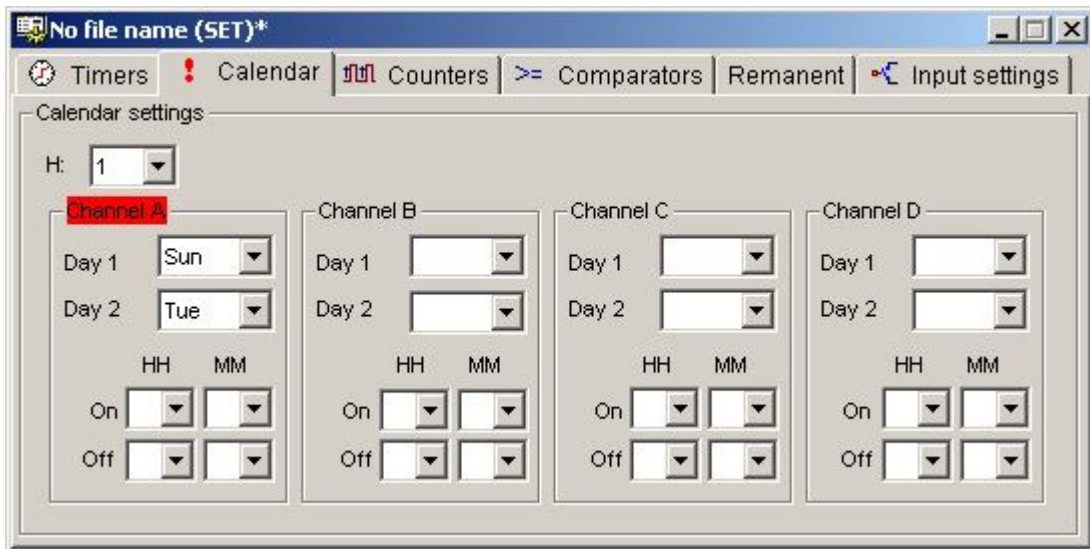 No file name (SET)*
Timers ! Calendar Counters >= Comparators Remanent Input settings
Calendar settings
H: 1
Channel A Channel B Channel C Channel D
Day 1 Sun Day 1 Day 1 Day 1
Day 2 Tue Day 2 Day 2 Day 2
HH MM HH MM HH MM HH MM
On On On On
Off Off Off Off